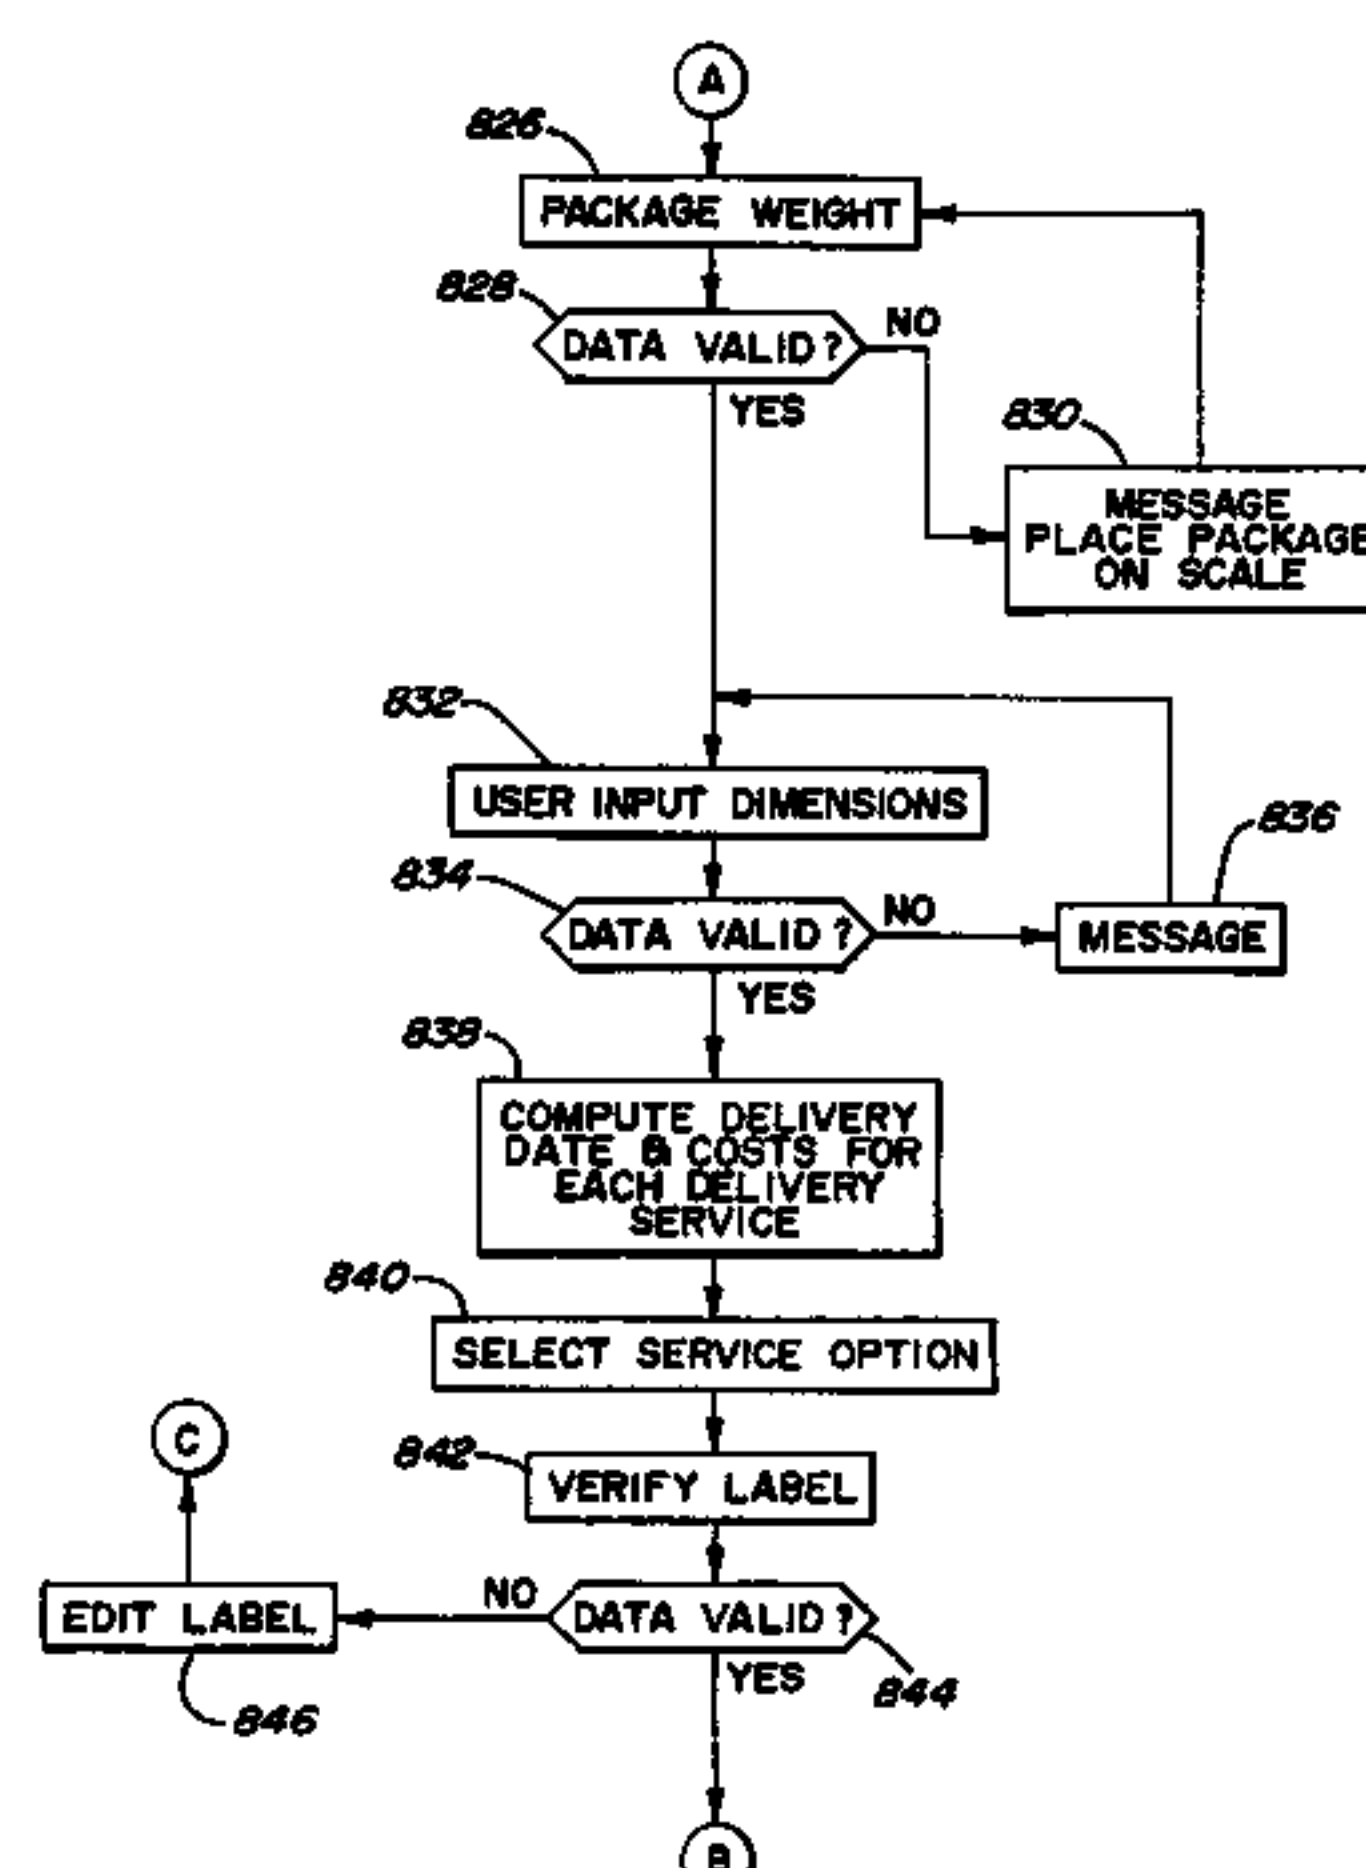 A
826
PACKAGE WEIGHT
828
DATA VALID?
NO
YES
830
MESSAGE
PLACE PACKAGE
ON SCALE
832
USER INPUT DIMENSIONS
836
834
DATA VALID?
NO
MESSAGE
YES
838
COMPUTE DELIVERY
DATE & COSTS FOR
EACH DELIVERY
SERVICE
840
SELECT SERVICE OPTION
C
842
VERIFY LABEL
EDIT LABEL
NO
DATA VALID?
YES
844
846
B